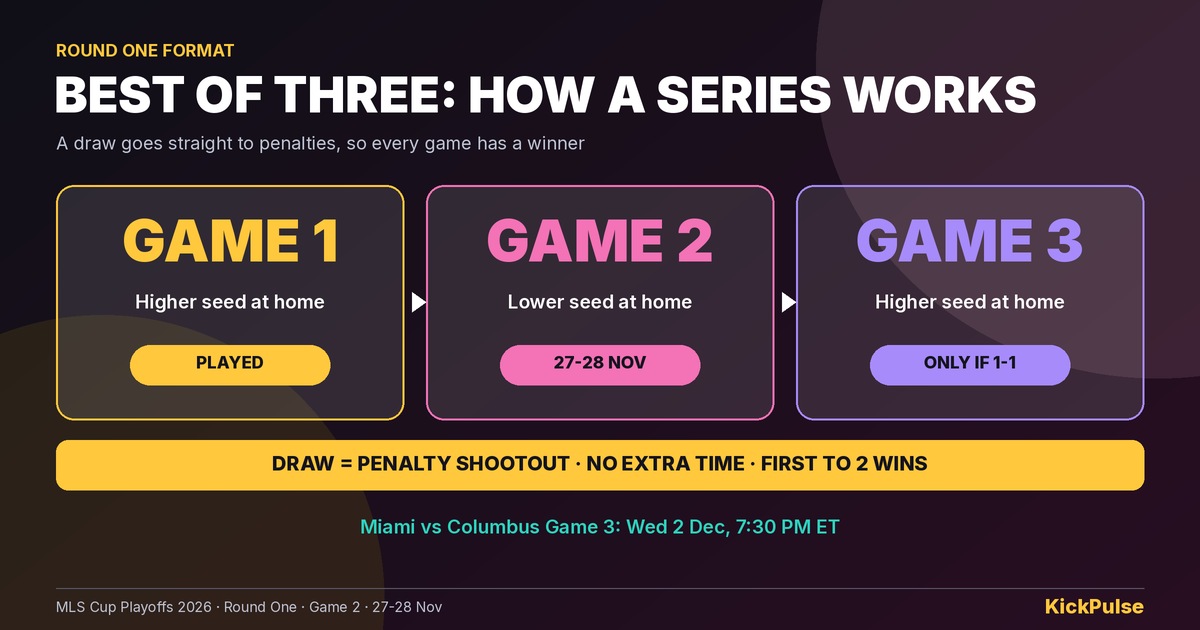 ROUND ONE FORMAT
BEST OF THREE: HOW A SERIES WORKS
A draw goes straight to penalties, so every game has a winner
GAME 1
Higher seed at home
PLAYED
GAME 2
Lower seed at home
27-28 NOV
GAME 3
Higher seed at home
ONLY IF 1-1
DRAW = PENALTY SHOOTOUT · NO EXTRA TIME · FIRST TO 2 WINS
Miami vs Columbus Game 3: Wed 2 Dec, 7:30 PM ET
MLS Cup Playoffs 2026 · Round One · Game 2 · 27-28 Nov
KickPulse